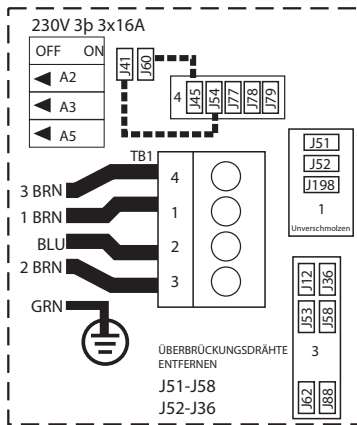 230V 3þ 3x16A
OFF ON
A2
A3
A5
J41
J60
4
J45
J54
J77
J78
J79
J51
J52
J198
1
Unverschmolzen
TB1
4
1
2
3
3 BRN
1 BRN
BLU
2 BRN
GRN
J12
J36
J53
J58
3
J62
J88
ÜBERBRÜCKUNGSDRÄHTE
ENTFERNEN
J51-J58
J52-J36